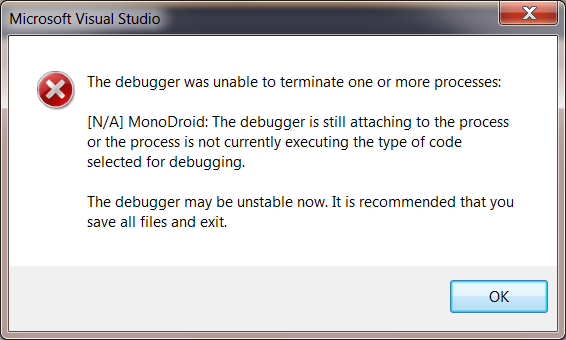 Microsoft Visual Studio
The debugger was unable to terminate one or more processes:
[N/A] MonoDroid: The debugger is still attaching to the process
or the process is not currently executing the type of code
selected for debugging.
The debugger may be unstable now. It is recommended that you
save all files and exit.
OK